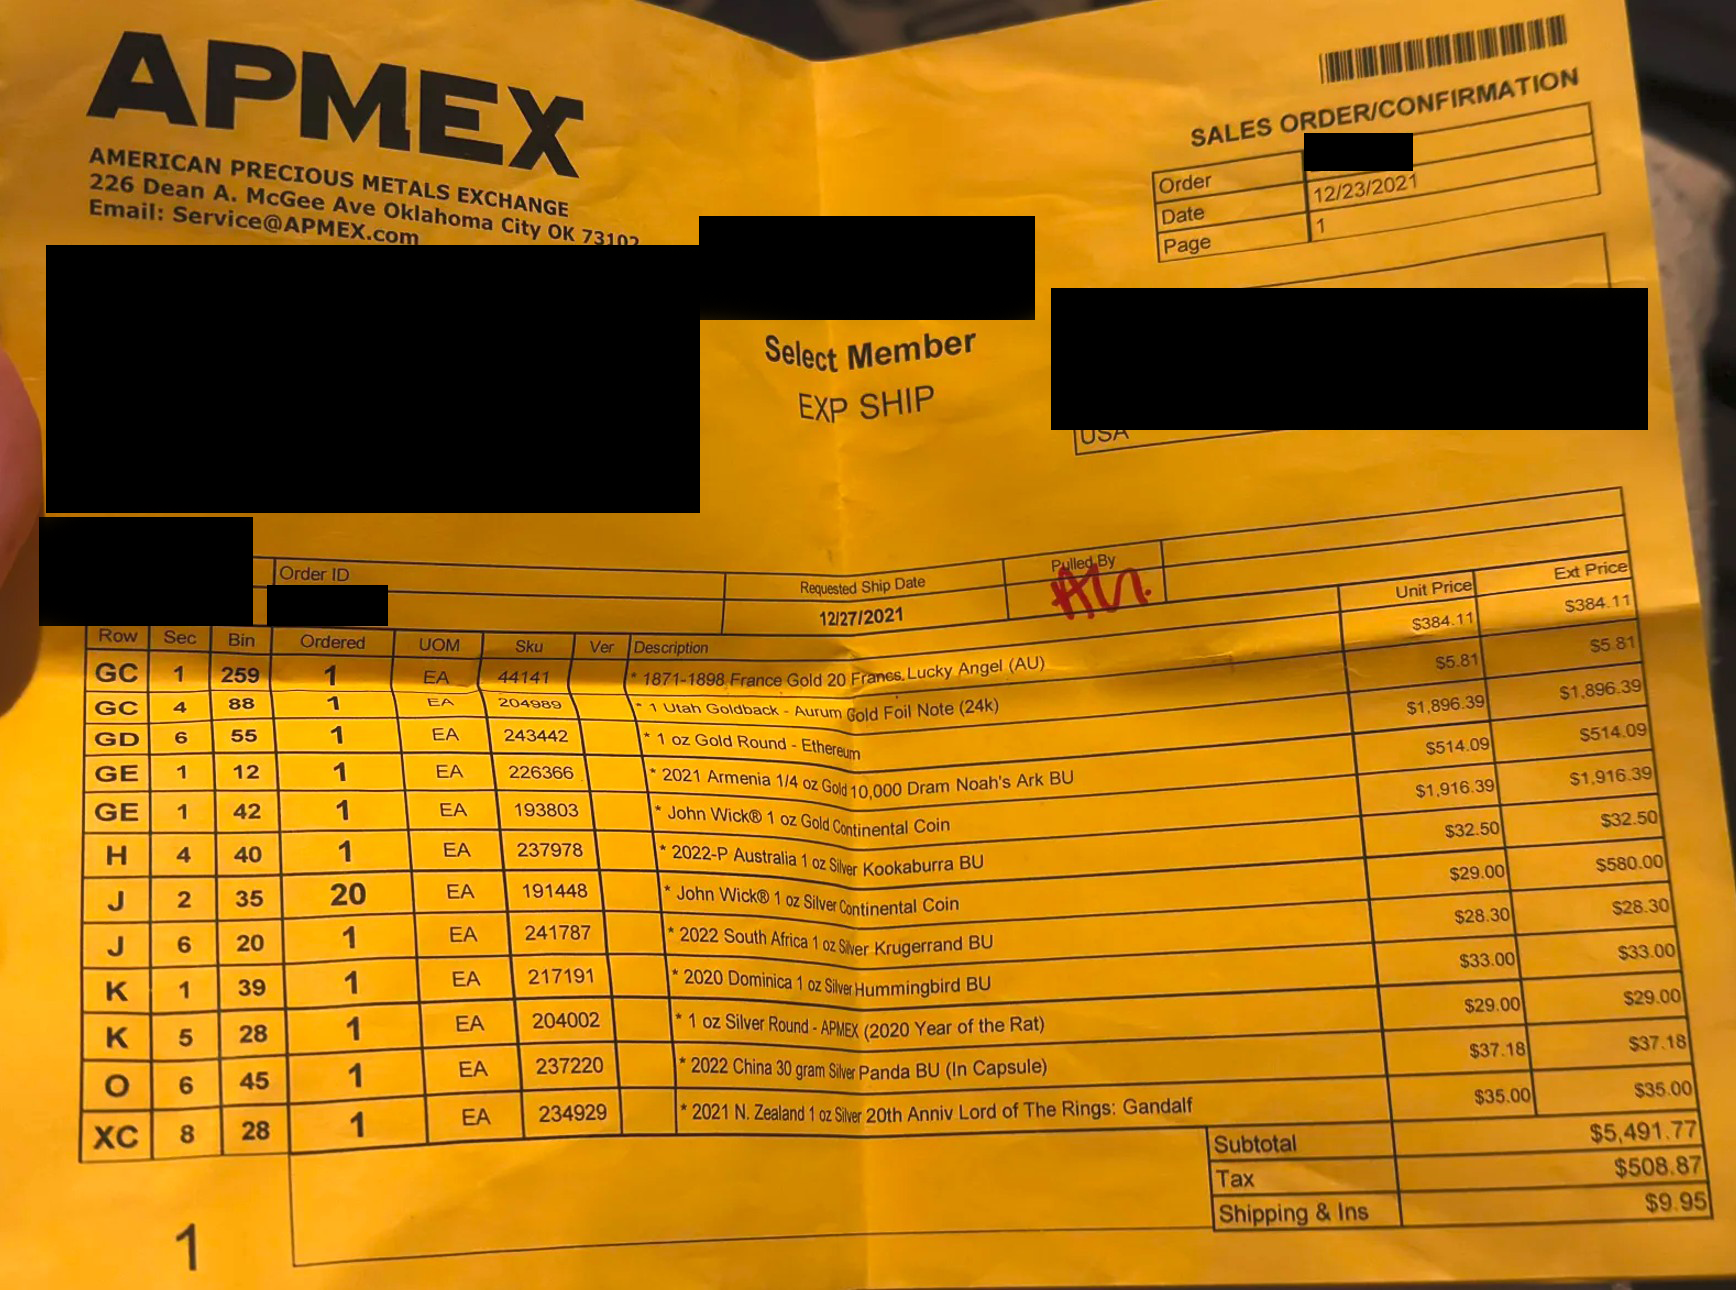 APMEX
AMERICAN PRECIOUS METALS EXCHANGE
226 Dean A. McGee Ave Oklahoma City OK 73102
Email: Service@APMEX.com
SALES ORDER/CONFIRMATION
Order
Date 12/23/2021
Page 1
Select Member
EXP SHIP
USA
Order ID Requested Ship Date Pulled By
12/27/2021
Row Sec Bin Ordered UOM Sku Ver Description Unit Price Ext Price
GC 1 259 1 EA 44141 * 1871-1898 France Gold 20 Francs Lucky Angel (AU) $384.11 $384.11
GC 4 88 1 EA 204989 * 1 Utah Goldback - Aurum Gold Foil Note (24k) $5.81 $5.81
GD 6 55 1 EA 243442 * 1 oz Gold Round - Ethereum $1,896.39 $1,896.39
GE 1 12 1 EA 226366 * 2021 Armenia 1/4 oz Gold 10,000 Dram Noah's Ark BU $514.09 $514.09
GE 1 42 1 EA 193803 * John Wick® 1 oz Gold Continental Coin $1,916.39 $1,916.39
H 4 40 1 EA 237978 * 2022-P Australia 1 oz Silver Kookaburra BU $32.50 $32.50
J 2 35 20 EA 191448 * John Wick® 1 oz Silver Continental Coin $29.00 $580.00
J 6 20 1 EA 241787 * 2022 South Africa 1 oz Silver Krugerrand BU $28.30 $28.30
K 1 39 1 EA 217191 * 2020 Dominica 1 oz Silver Hummingbird BU $33.00 $33.00
K 5 28 1 EA 204002 * 1 oz Silver Round - APMEX (2020 Year of the Rat) $29.00 $29.00
O 6 45 1 EA 237220 * 2022 China 30 gram Silver Panda BU (In Capsule) $37.18 $37.18
XC 8 28 1 EA 234929 * 2021 N. Zealand 1 oz Silver 20th Anniv Lord of The Rings: Gandalf $35.00 $35.00
Subtotal $5,491.77
Tax $508.87
Shipping & Ins $9.95
1